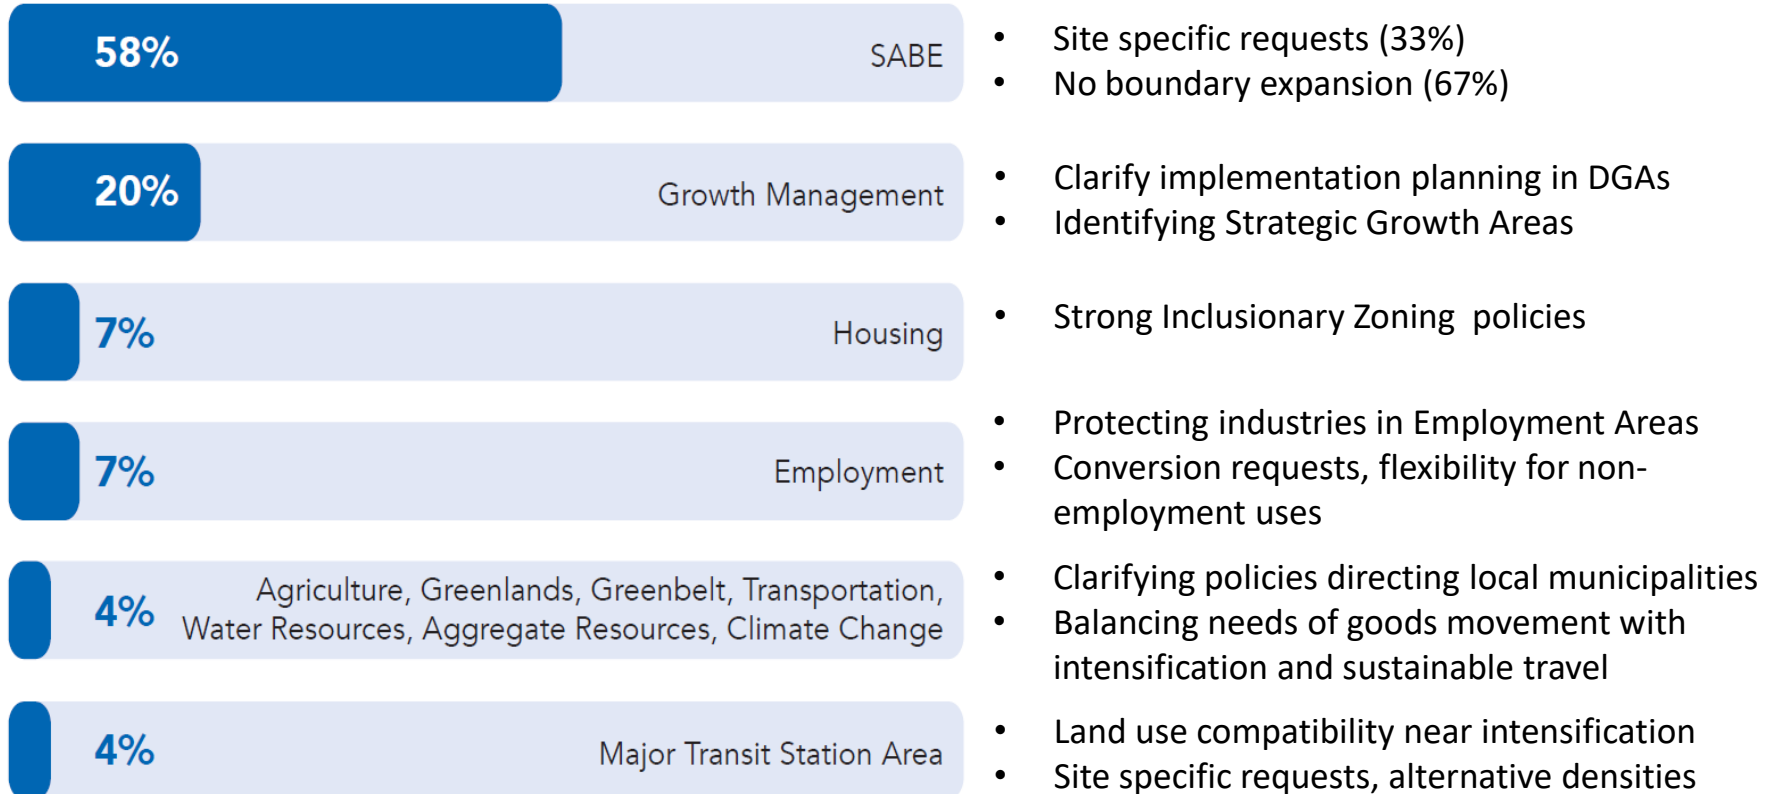 58%
SABE
• Site specific requests (33%)
• No boundary expansion (67%)
20%
Growth Management
• Clarify implementation planning in DGAs
• Identifying Strategic Growth Areas
7%
Housing
• Strong Inclusionary Zoning policies
7%
Employment
• Protecting industries in Employment Areas
• Conversion requests, flexibility for non-
employment uses
4%
Agriculture, Greenlands, Greenbelt, Transportation,
Water Resources, Aggregate Resources, Climate Change
• Clarifying policies directing local municipalities
• Balancing needs of goods movement with
intensification and sustainable travel
4%
Major Transit Station Area
• Land use compatibility near intensification
• Site specific requests, alternative densities